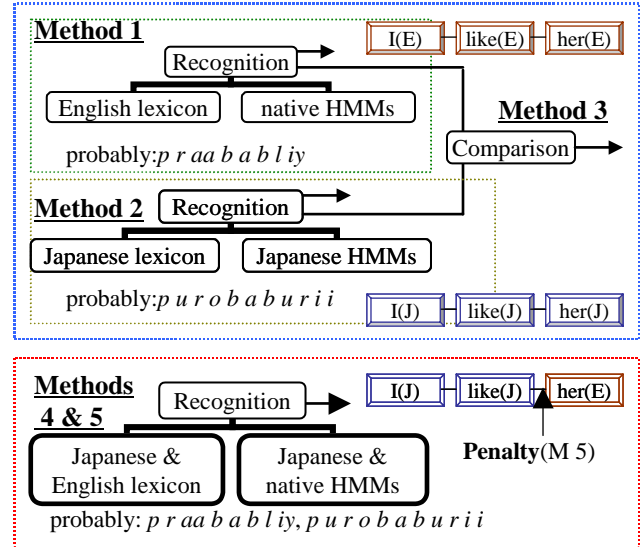 Method 1
I(E) like(E) her(E)
Recognition
English lexicon native HMMs
Method 3
probably:p r aa b a b l iy
Comparison
Method 2
Recognition
Japanese lexicon Japanese HMMs
probably:p u r o b a b u r i i
I(J) like(J) her(J)
Methods
4 & 5
Recognition
I(J) like(J) her(E)
Penalty(M 5)
Japanese &
English lexicon
Japanese &
native HMMs
probably: p r aa b a b l iy, p u r o b a b u r i i